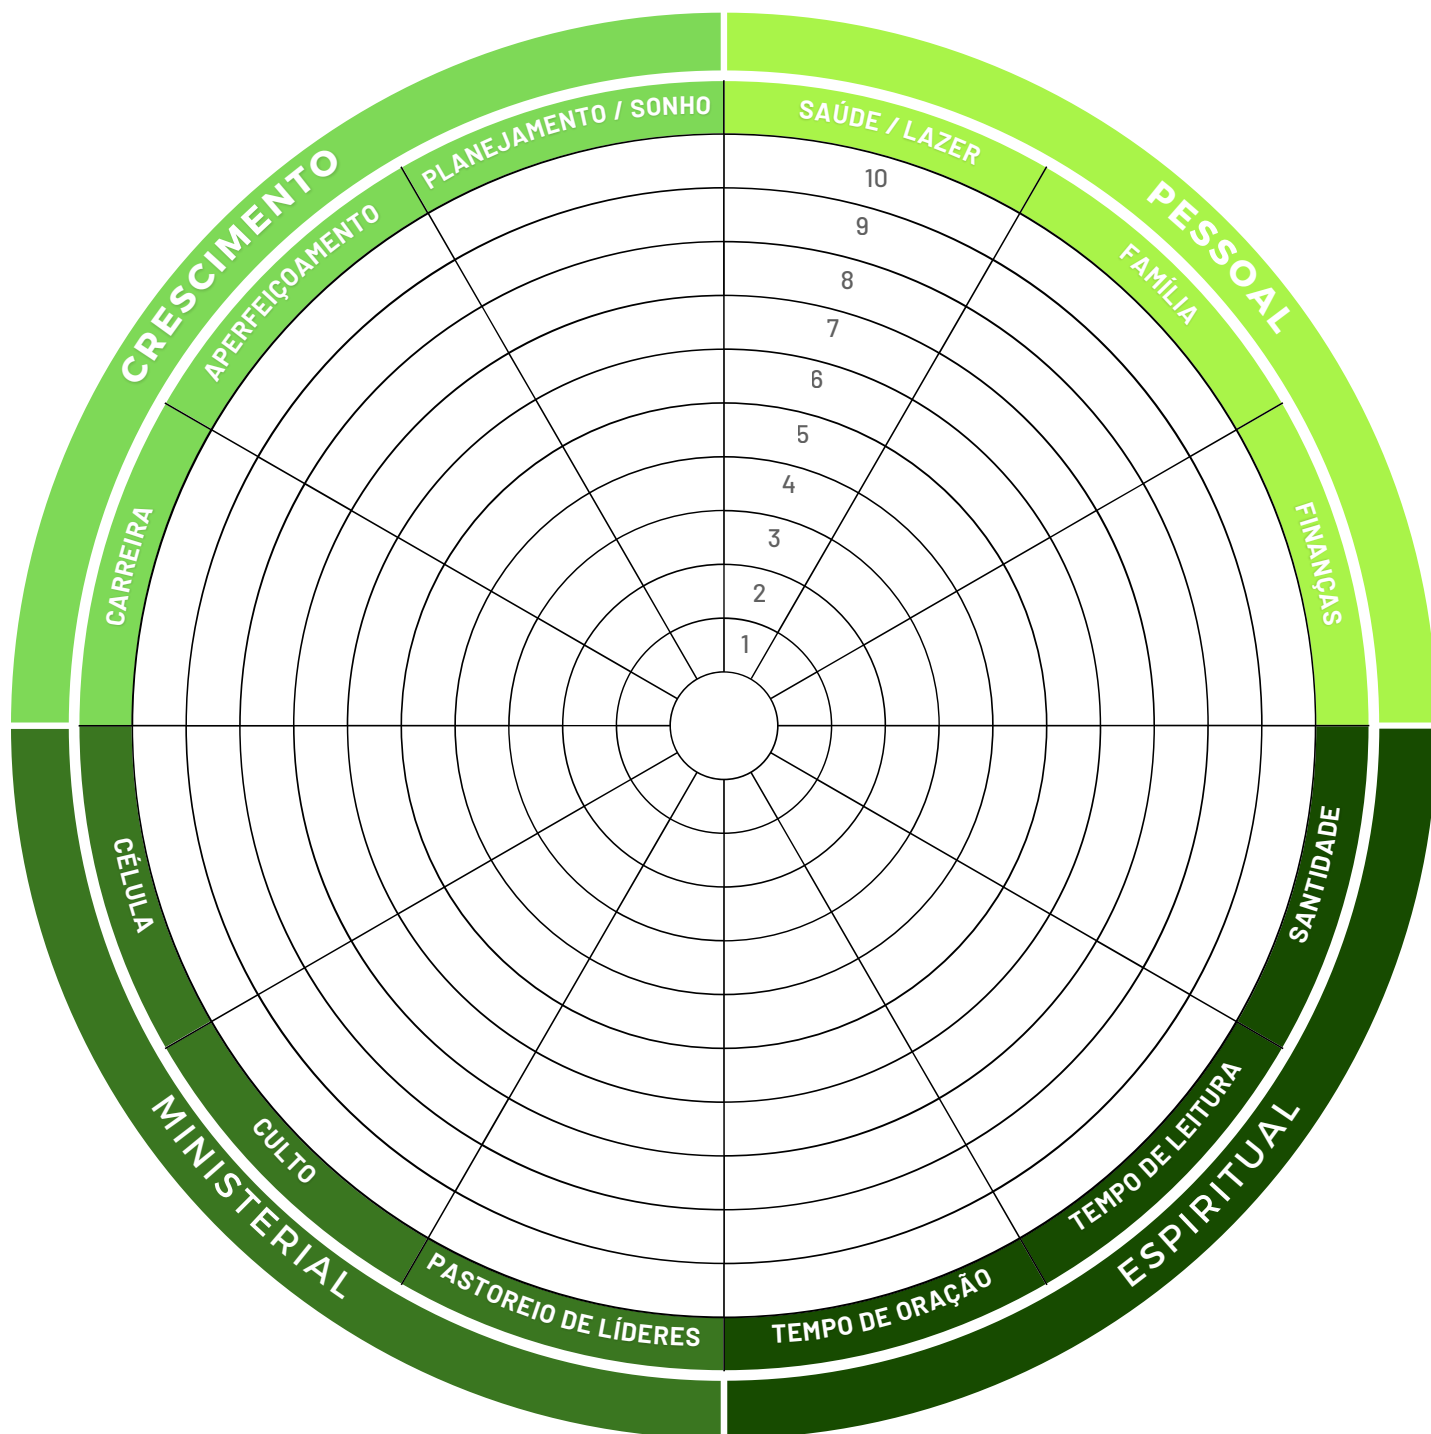 CRESCIMENTO
PLANEJAMENTO / SONHO
APERFEIÇOAMENTO
CARREIRA
PESSOAL
SAÚDE / LAZER
FAMÍLIA
FINANÇAS
10
9
8
7
6
5
4
3
2
1
MINISTERIAL
CÉLULA
CULTO
PASTOREIO DE LÍDERES
ESPIRITUAL
SANTIDADE
TEMPO DE LEITURA
TEMPO DE ORAÇÃO